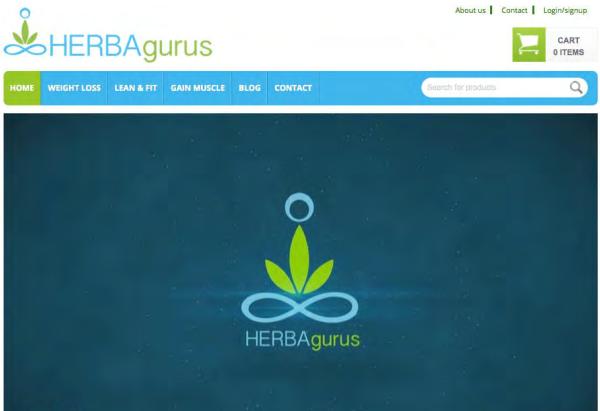 About us Contact Login/signup
HERBAgurus
CART
0 ITEMS
HOME WEIGHT LOSS LEAN & FIT GAIN MUSCLE BLOG CONTACT Search for products
HERBAgurus